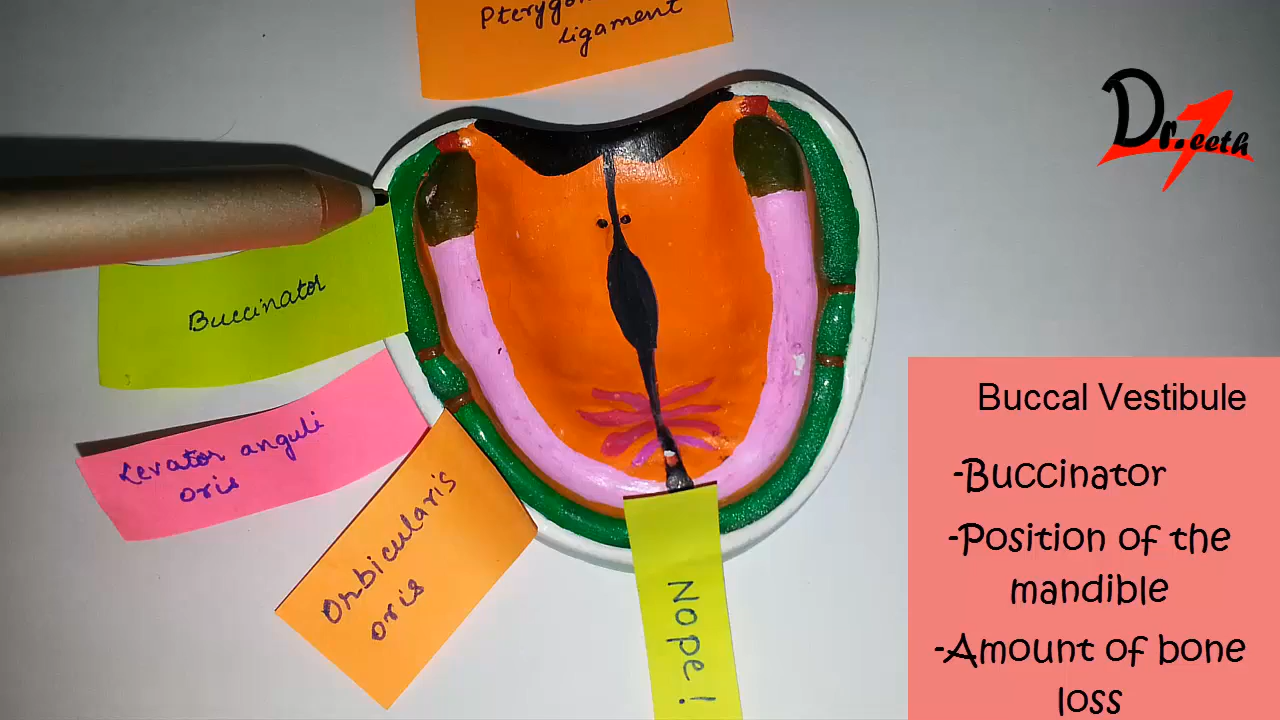 ligament
Dr.Teeth
Buccinator
Levator anguli
oris
Orbicularis
oris
Nope!
Buccal Vestibule
-Buccinator
-Position of the
mandible
-Amount of bone
loss